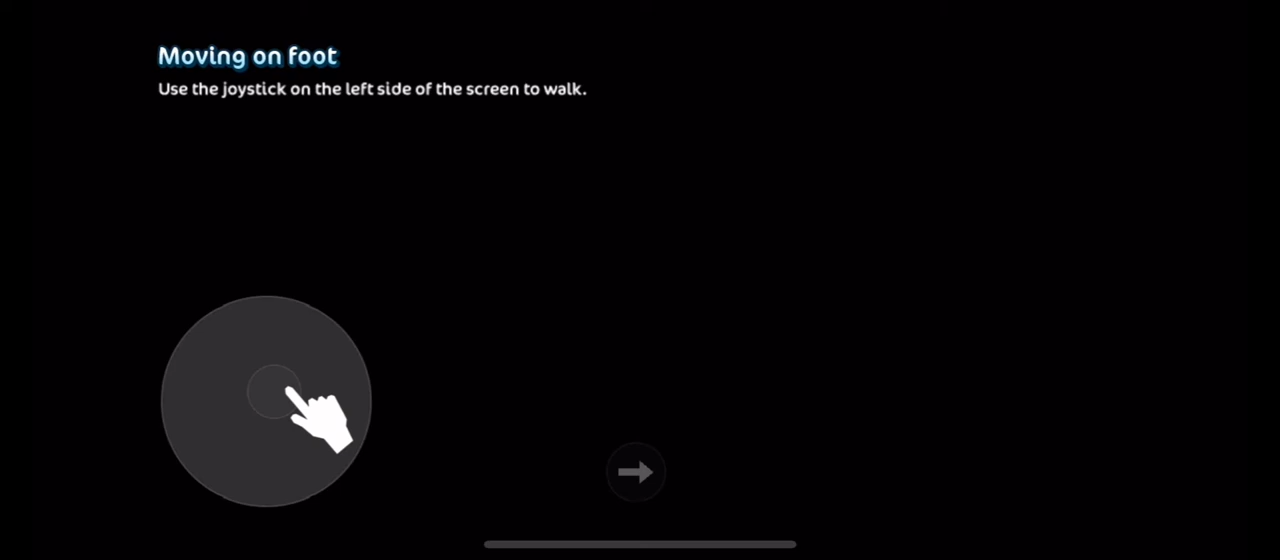 Moving on foot
Use the joystick on the left side of the screen to walk.